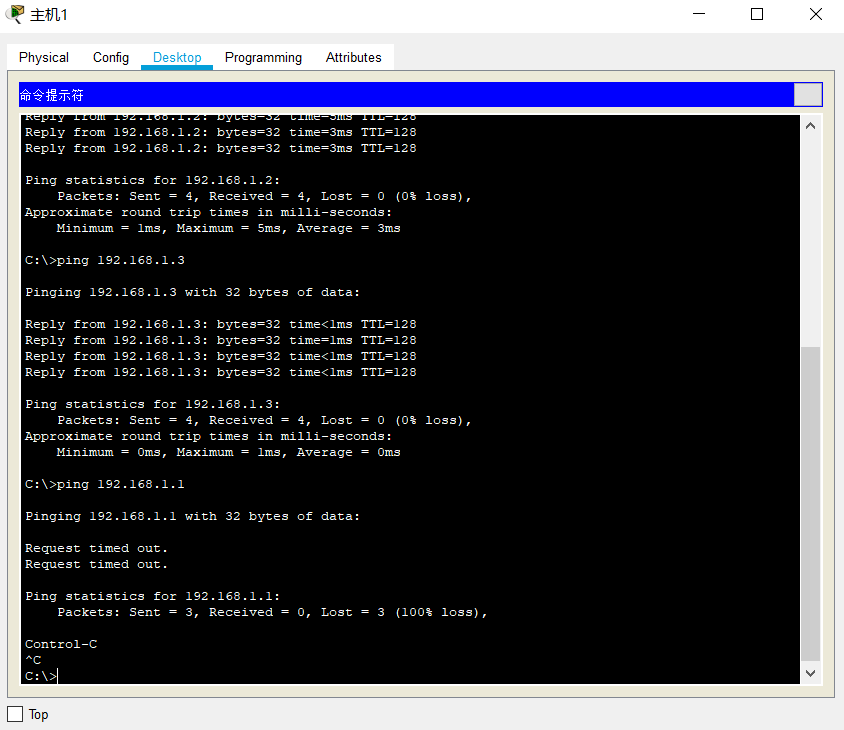 主机1
Physical Config Desktop Programming Attributes
命令提示符
Reply from 192.168.1.2: bytes=32 time=5ms TTL=128
Reply from 192.168.1.2: bytes=32 time=3ms TTL=128
Reply from 192.168.1.2: bytes=32 time=3ms TTL=128
Ping statistics for 192.168.1.2:
Packets: Sent = 4, Received = 4, Lost = 0 (0% loss),
Approximate round trip times in milli-seconds:
Minimum = 1ms, Maximum = 5ms, Average = 3ms
C:\>ping 192.168.1.3
Pinging 192.168.1.3 with 32 bytes of data:
Reply from 192.168.1.3: bytes=32 time<1ms TTL=128
Reply from 192.168.1.3: bytes=32 time=1ms TTL=128
Reply from 192.168.1.3: bytes=32 time<1ms TTL=128
Reply from 192.168.1.3: bytes=32 time<1ms TTL=128
Ping statistics for 192.168.1.3:
Packets: Sent = 4, Received = 4, Lost = 0 (0% loss),
Approximate round trip times in milli-seconds:
Minimum = 0ms, Maximum = 1ms, Average = 0ms
C:\>ping 192.168.1.1
Pinging 192.168.1.1 with 32 bytes of data:
Request timed out.
Request timed out.
Ping statistics for 192.168.1.1:
Packets: Sent = 3, Received = 0, Lost = 3 (100% loss),
Control-C
^C
C:\>
Top